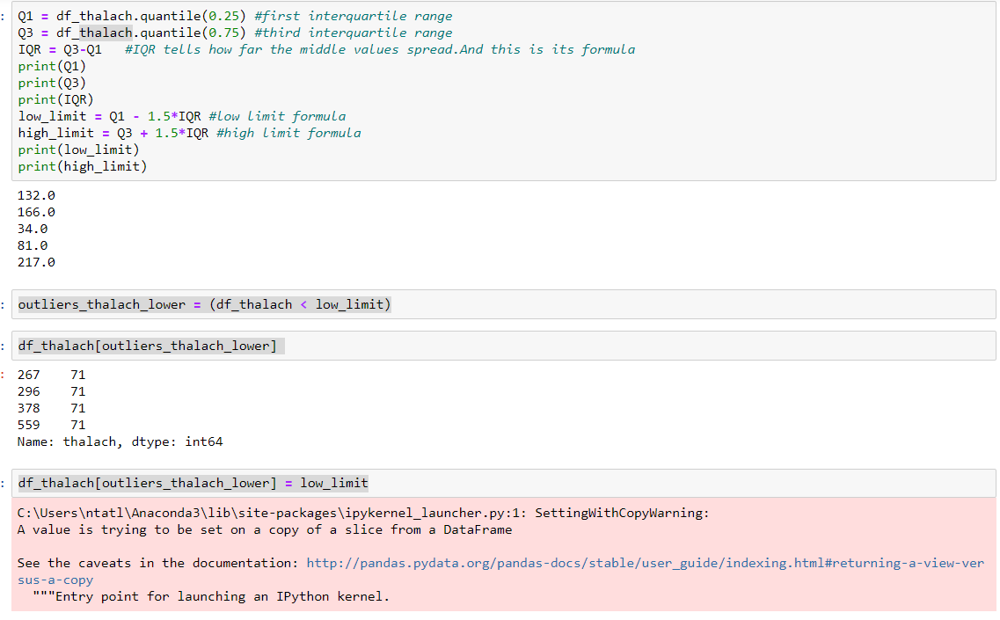 : Q1 = df_thalach.quantile(0.25) #first interquartile range
Q3 = df_thalach.quantile(0.75) #third interquartile range
IQR = Q3-Q1   #IQR tells how far the middle values spread.And this is its formula
print(Q1)
print(Q3)
print(IQR)
low_limit = Q1 - 1.5*IQR #low limit formula
high_limit = Q3 + 1.5*IQR #high limit formula
print(low_limit)
print(high_limit)
132.0
166.0
34.0
81.0
217.0
: outliers_thalach_lower = (df_thalach < low_limit)
: df_thalach[outliers_thalach_lower]
: 267    71
296    71
378    71
559    71
Name: thalach, dtype: int64
: df_thalach[outliers_thalach_lower] = low_limit
C:\Users\ntatl\Anaconda3\lib\site-packages\ipykernel_launcher.py:1: SettingWithCopyWarning:
A value is trying to be set on a copy of a slice from a DataFrame
See the caveats in the documentation: http://pandas.pydata.org/pandas-docs/stable/user_guide/indexing.html#returning-a-view-ver
sus-a-copy
"""Entry point for launching an IPython kernel.